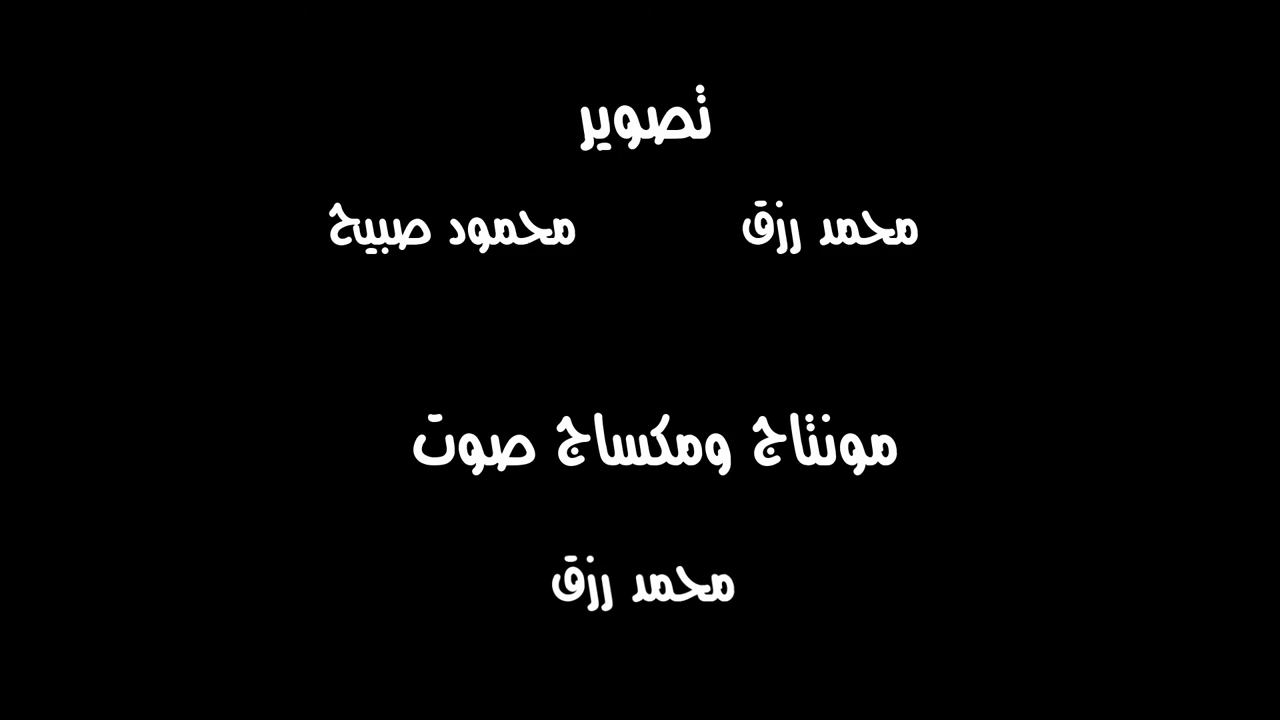 تصوير
محمد رزق محمود صبيح
مونتاج ومكساج صوت
محمد رزق